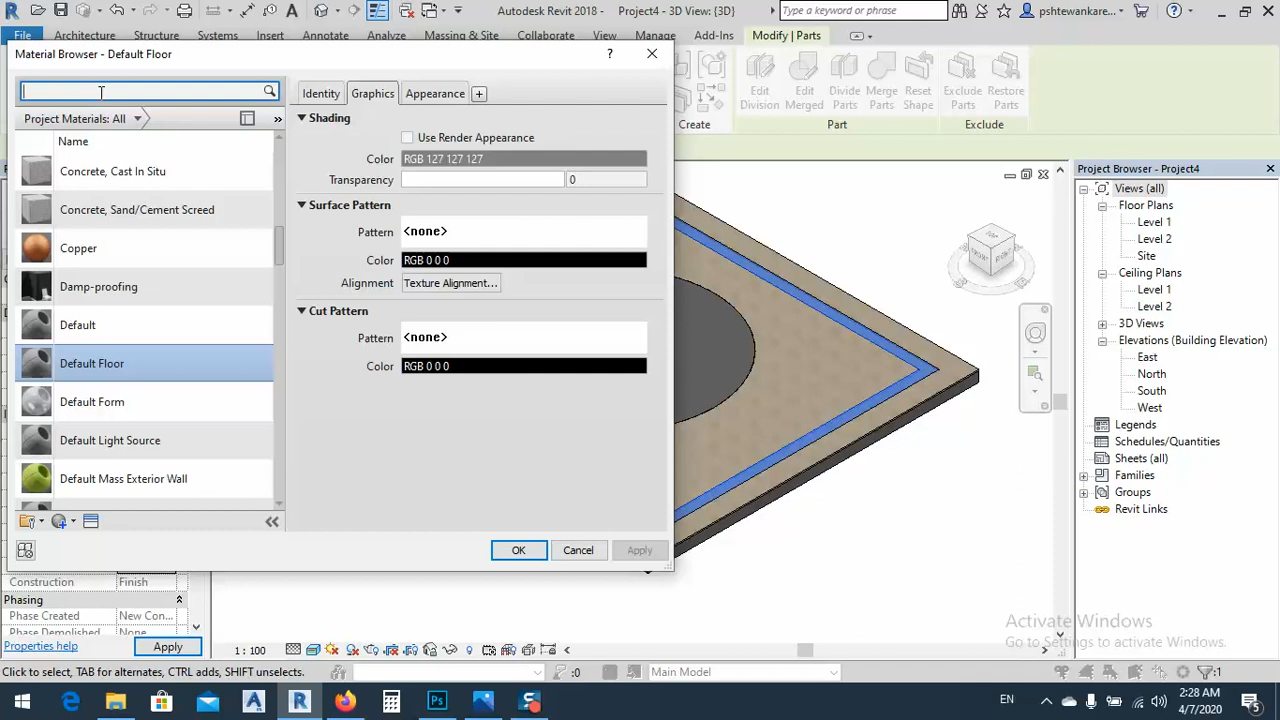 Autodesk Revit 2018 - Project4 - 3D View: {3D}
Type a keyword or phrase
pshtewankare...
File
Architecture
Structure
Systems
Insert
Annotate
Analyze
Massing & Site
Collaborate
View
Manage
Add-Ins
Modify | Parts
Material Browser - Default Floor
?
Project Materials: All
»
Name
Concrete, Cast In Situ
Concrete, Sand/Cement Screed
Copper
Damp-proofing
Default
Default Floor
Default Form
Default Light Source
Default Mass Exterior Wall
Identity
Graphics
Appearance
+
Shading
Use Render Appearance
Color RGB 127 127 127
Transparency 0
Surface Pattern
Pattern <none>
Color RGB 0 0 0
Alignment Texture Alignment...
Cut Pattern
Pattern <none>
Color RGB 0 0 0
OK
Cancel
Apply
Edit Division
Edit Merged
Divide Parts
Merge Parts
Reset Shape
Exclude Parts
Restore Parts
Create
Part
Exclude
TOP
Project Browser - Project4
Views (all)
Floor Plans
Level 1
Level 2
Site
Ceiling Plans
Level 1
Level 2
3D Views
Elevations (Building Elevation)
East
North
South
West
Legends
Schedules/Quantities
Sheets (all)
Families
Groups
Revit Links
Construction Finish
Phasing
Phase Created New Con...
Phase Demolished None
Properties help
Apply
1 : 100
Activate Windows
Go to Settings to activate Windows.
Click to select, TAB for alternates, CTRL adds, SHIFT unselects.
:0
Main Model
:1
EN
2:28 AM
4/7/2020
5